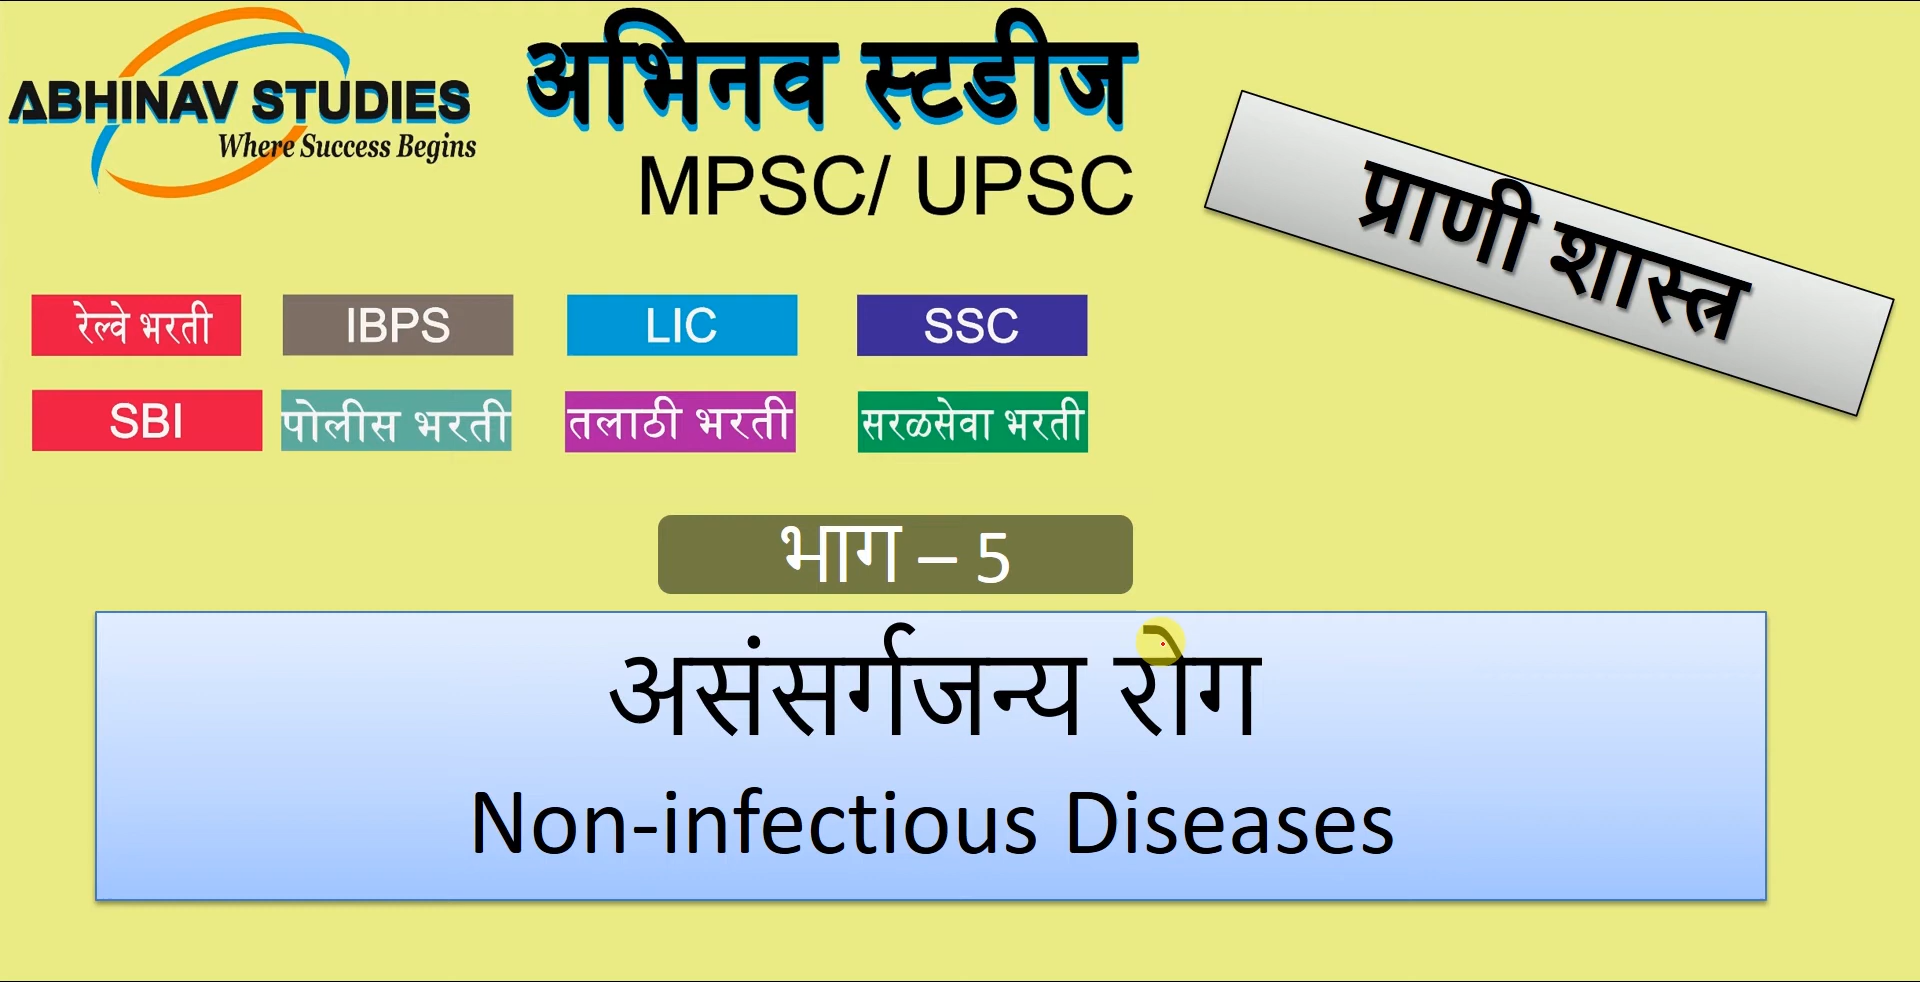 ABHINAV STUDIES
Where Success Begins
अभिनव स्टडीज
MPSC/ UPSC
प्राणी शास्त्र
रेल्वे भरती
IBPS
LIC
SSC
SBI
पोलीस भरती
तलाठी भरती
सरळसेवा भरती
भाग – 5
असंसर्गजन्य रोग
Non-infectious Diseases